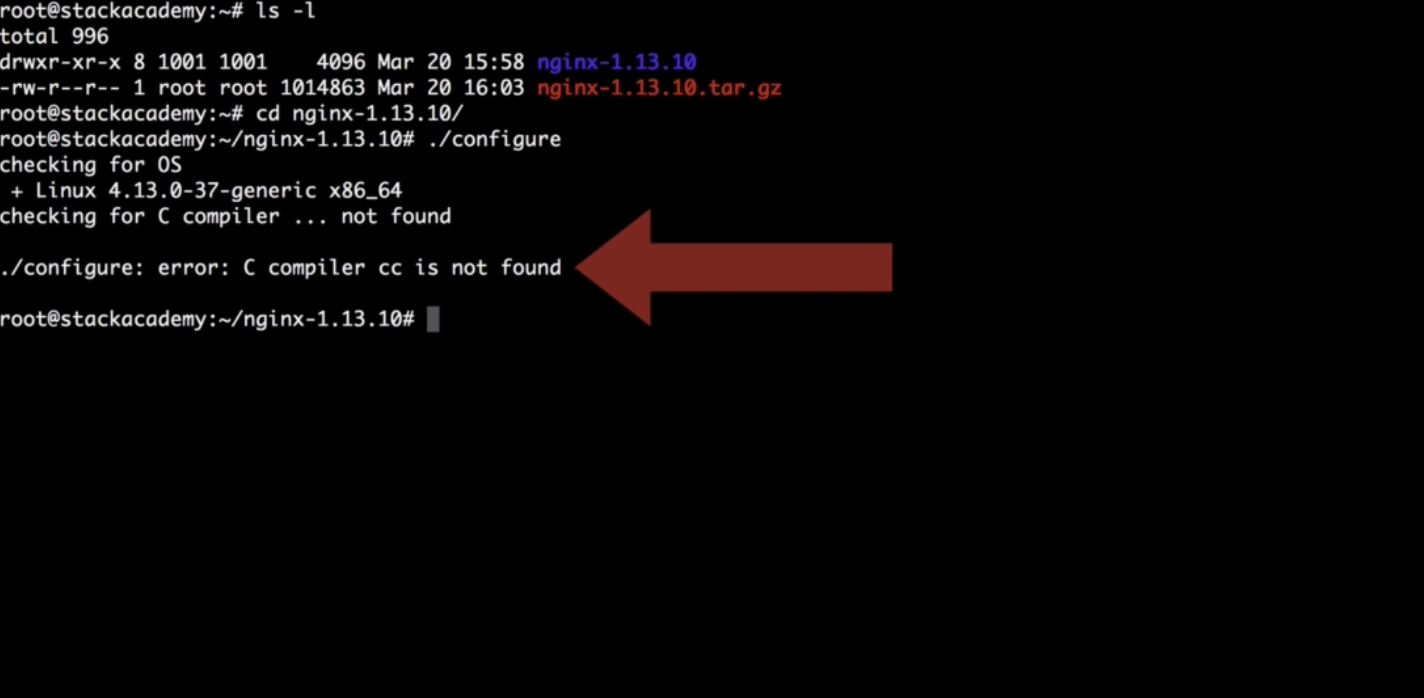 root@stackacademy:~# ls -l
total 996
drwxr-xr-x 8 1001 1001    4096 Mar 20 15:58 nginx-1.13.10
-rw-r--r-- 1 root root 1014863 Mar 20 16:03 nginx-1.13.10.tar.gz
root@stackacademy:~# cd nginx-1.13.10/
root@stackacademy:~/nginx-1.13.10# ./configure
checking for OS
 + Linux 4.13.0-37-generic x86_64
checking for C compiler ... not found
./configure: error: C compiler cc is not found
root@stackacademy:~/nginx-1.13.10#